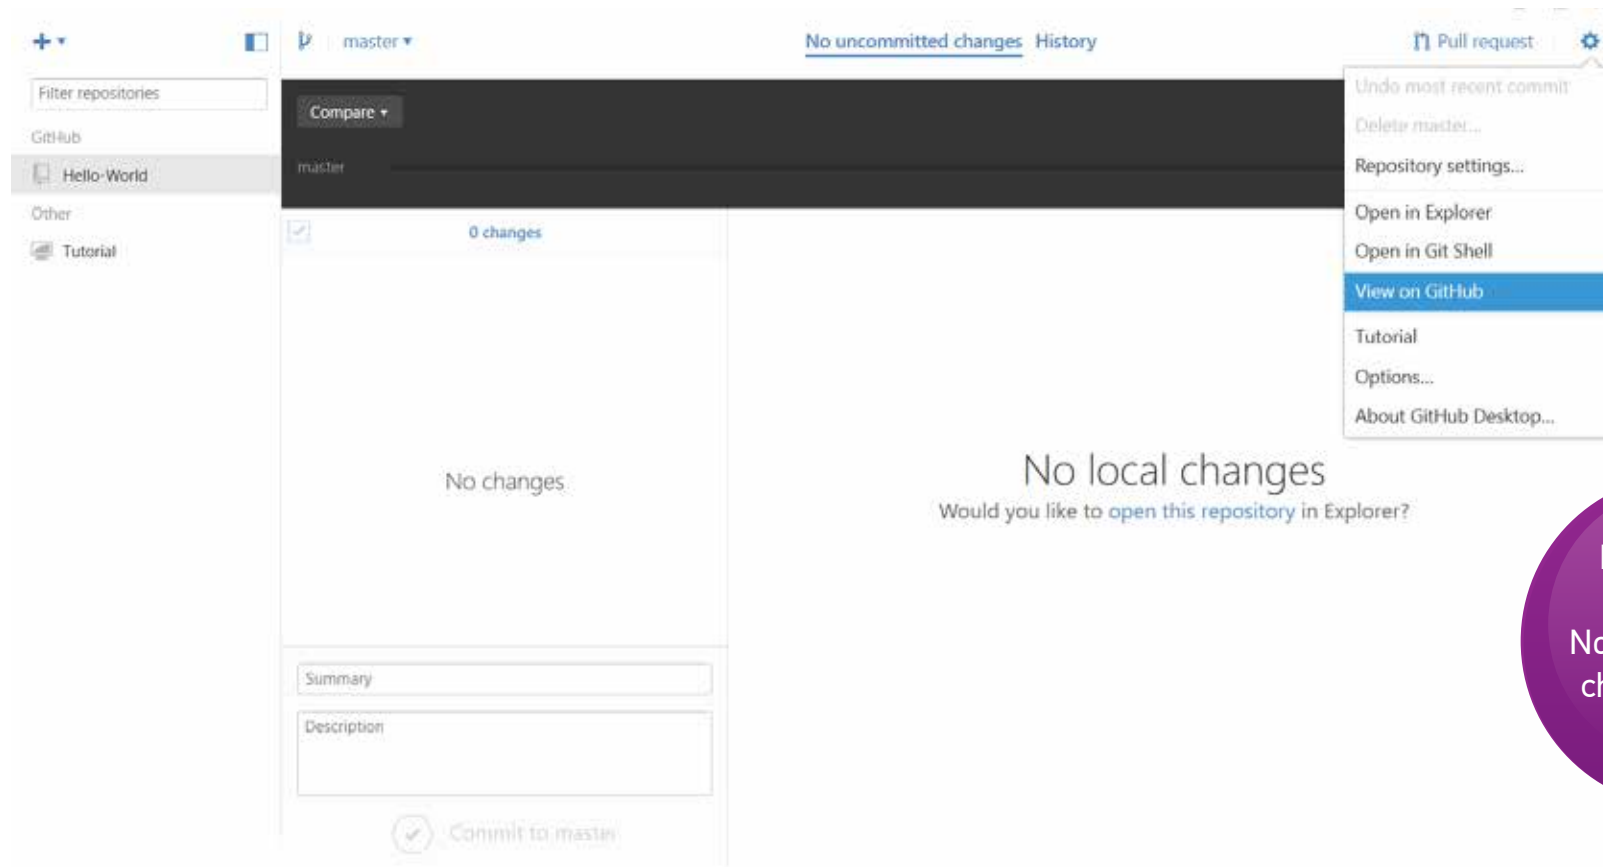 master
No uncommitted changes History
Pull request
Filter repositories
GitHub
Hello-World
Other
Tutorial
Compare
master
0 changes
No changes
Summary
Description
Commit to master
Undo most recent commit
Delete master...
Repository settings...
Open in Explorer
Open in Git Shell
View on GitHub
Tutorial
Options...
About GitHub Desktop...
No local changes
Would you like to open this repository in Explorer?